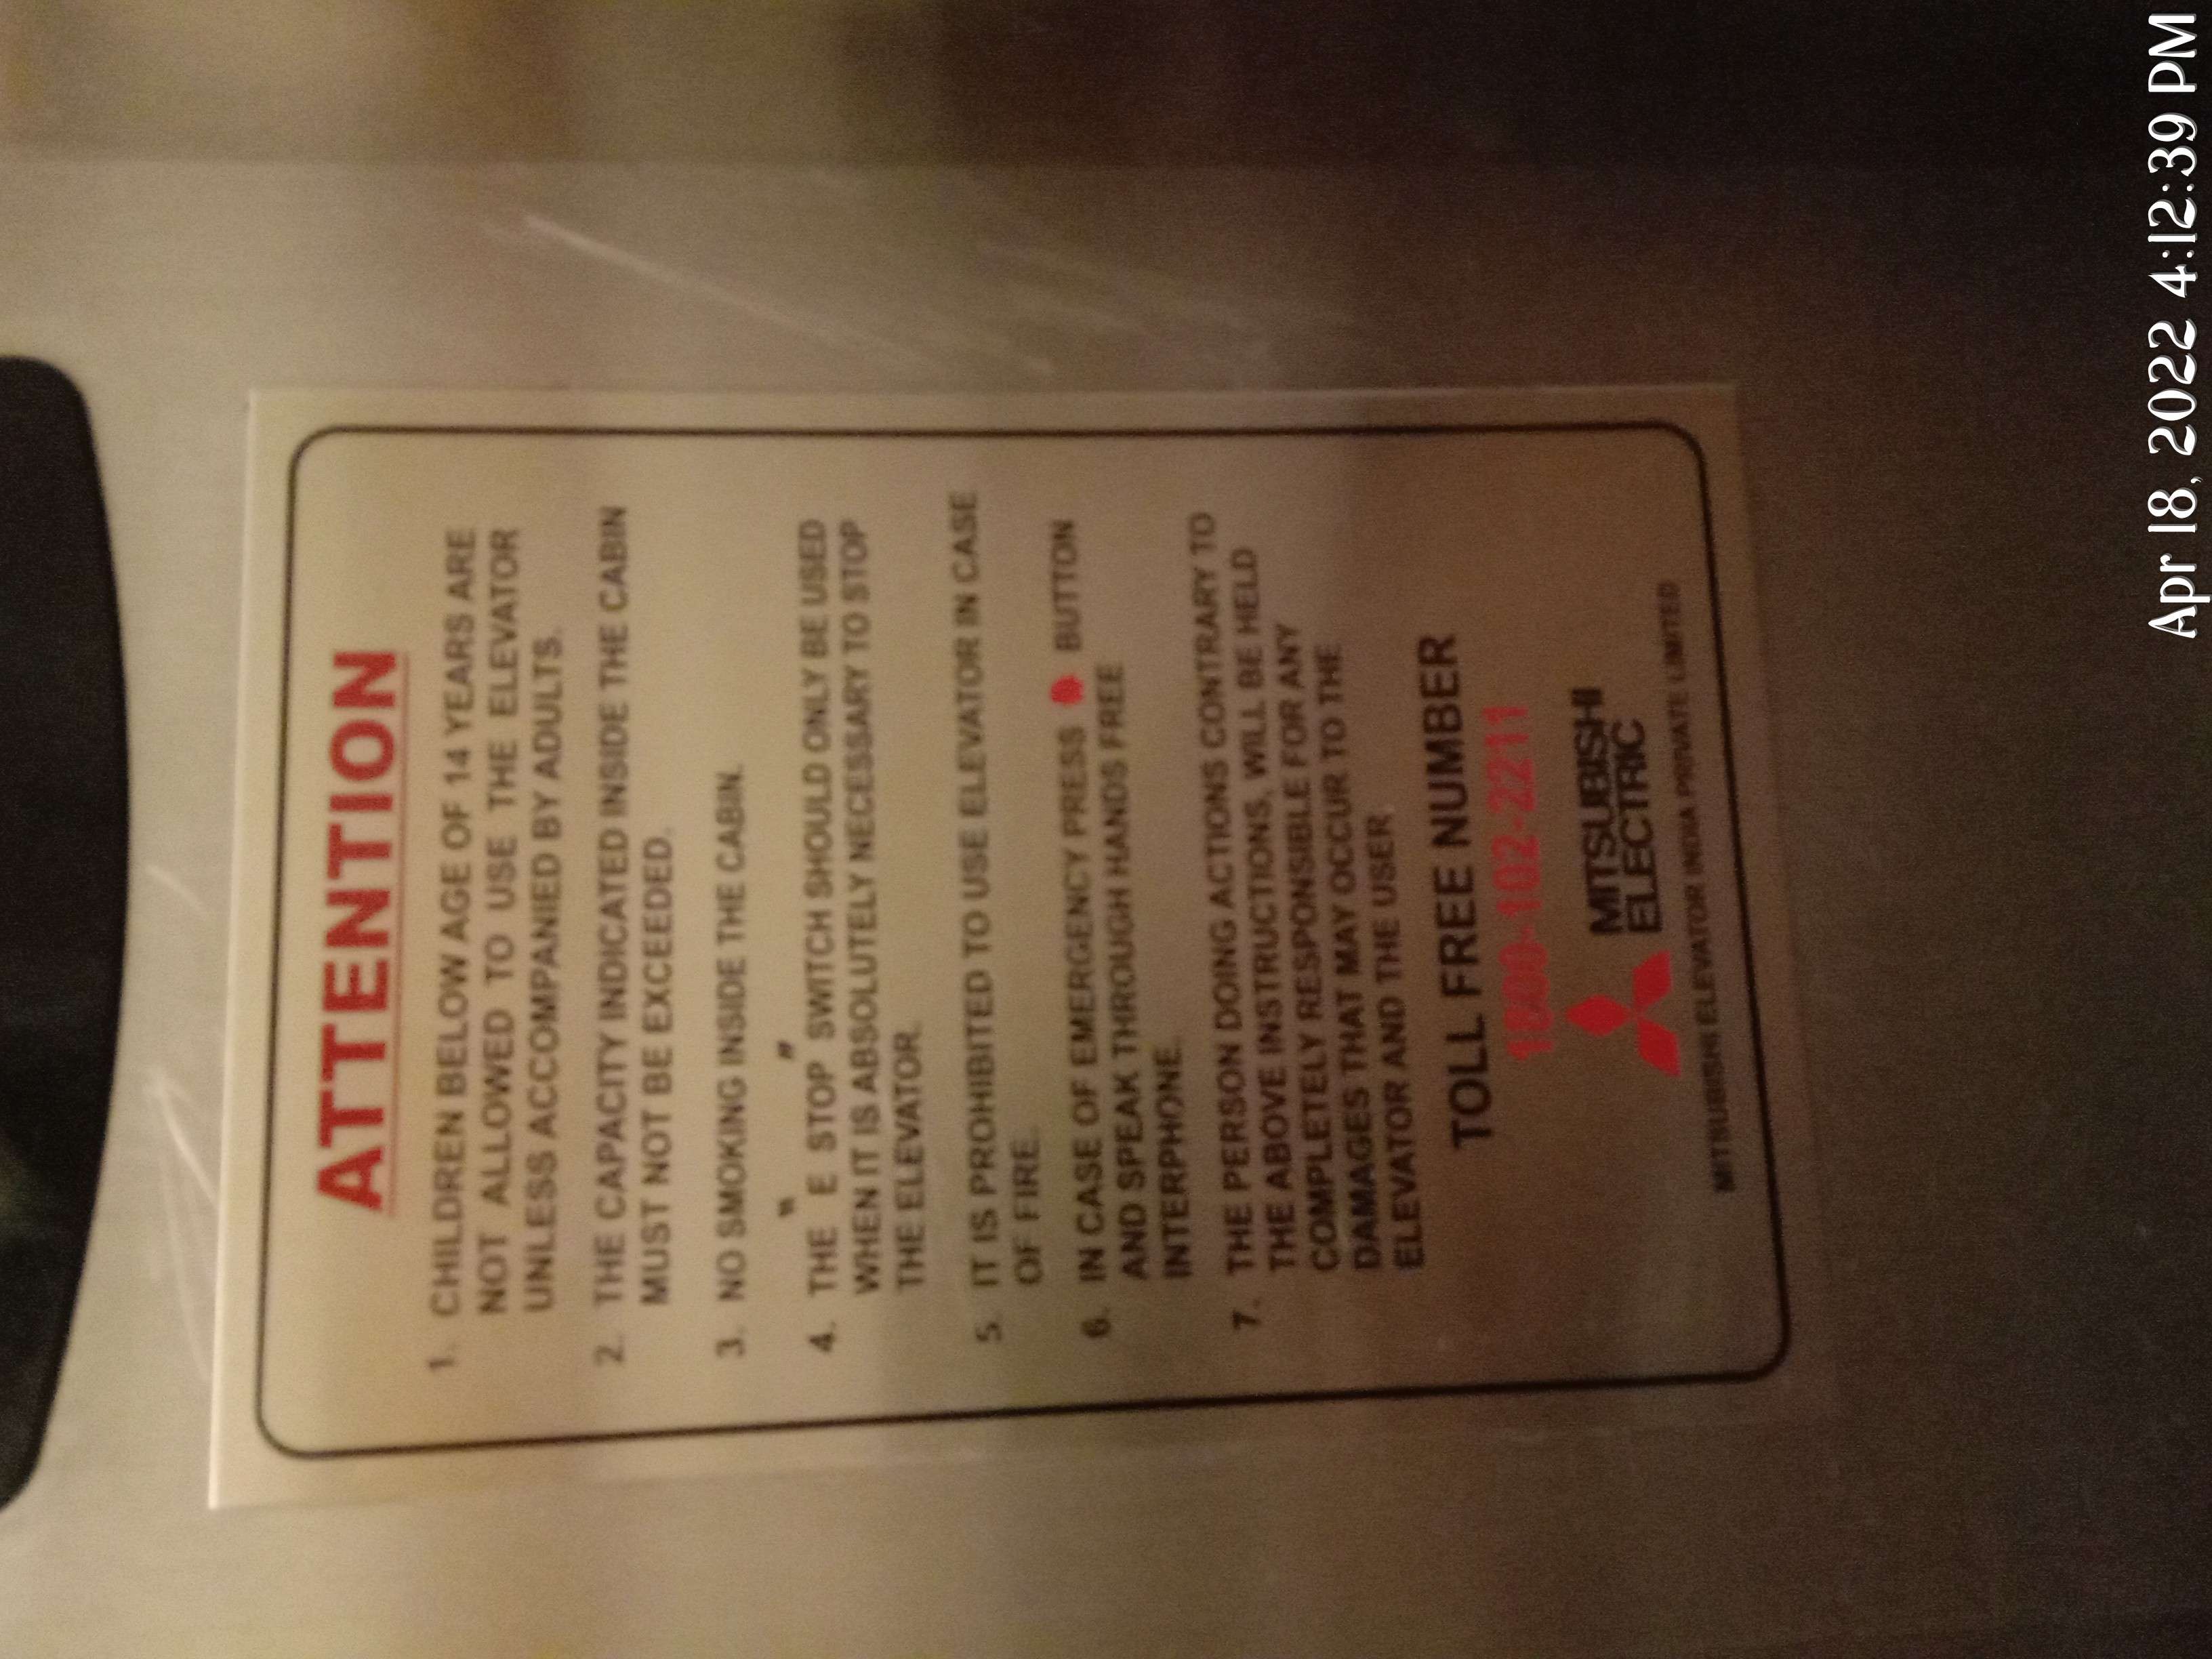 ATTENTION
1. CHILDREN BELOW AGE OF 14 YEARS ARE
NOT ALLOWED TO USE THE ELEVATOR
UNLESS ACCOMPANIED BY ADULTS.
2. THE CAPACITY INDICATED INSIDE THE CABIN
MUST NOT BE EXCEEDED.
3. NO SMOKING INSIDE THE CABIN.
4. THE " E STOP " SWITCH SHOULD ONLY BE USED
WHEN IT IS ABSOLUTELY NECESSARY TO STOP
THE ELEVATOR.
5. IT IS PROHIBITED TO USE ELEVATOR IN CASE
OF FIRE.
6. IN CASE OF EMERGENCY PRESS BUTTON
AND SPEAK THROUGH HANDS FREE
INTERPHONE.
7. THE PERSON DOING ACTIONS CONTRARY TO
THE ABOVE INSTRUCTIONS, WILL BE HELD
COMPLETELY RESPONSIBLE FOR ANY
DAMAGES THAT MAY OCCUR TO THE
ELEVATOR AND THE USER.
TOLL FREE NUMBER
1800-102-2211
MITSUBISHI
ELECTRIC
MITSUBISHI ELEVATOR INDIA PRIVATE LIMITED
Apr 18, 2022 4:12:39 PM